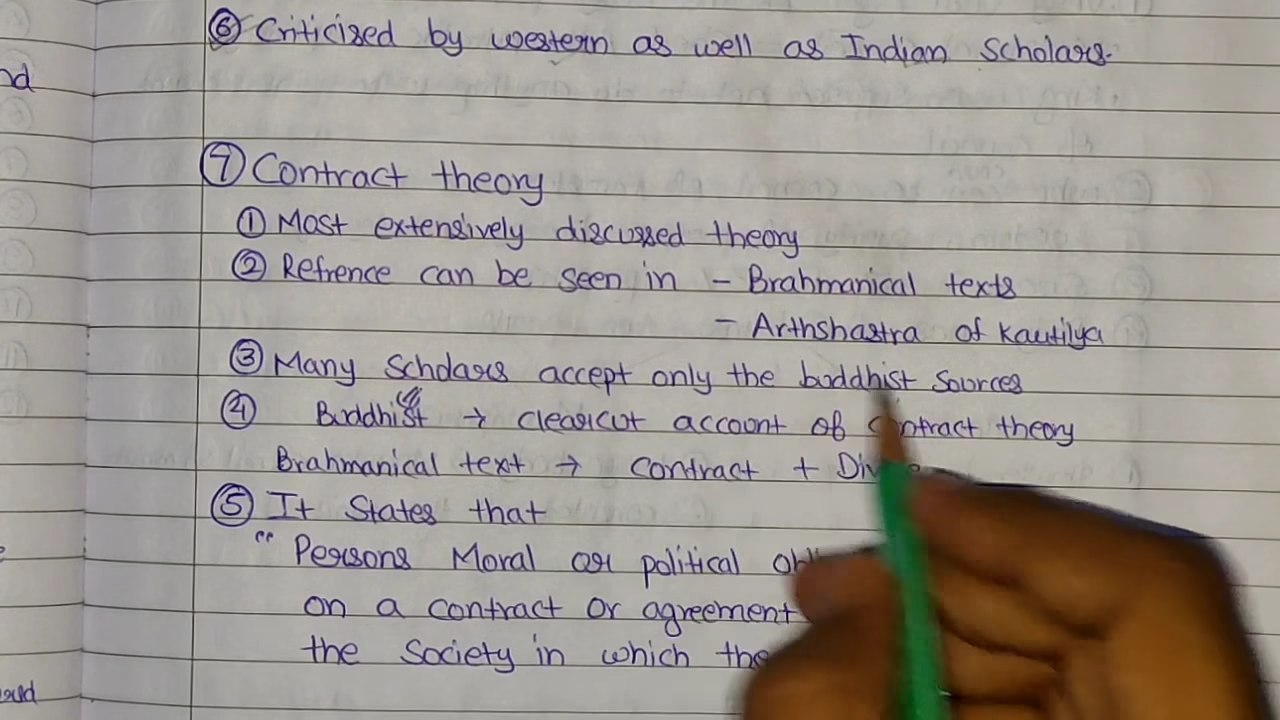 ⑥ Criticized by western as well as Indian Scholars.
nd
⑦ Contract theory
① Most extensively discussed theory
② Refrence can be seen in - Brahmanical texts
- Arthshastra of Kautilya
③ Many Scholars accept only the buddhist Sources
④ Buddhist → clearcut account of contract theory
Brahmanical text → contract +
⑤ It States that
" Persons Moral or political
on a contract or agreement
the Society in which